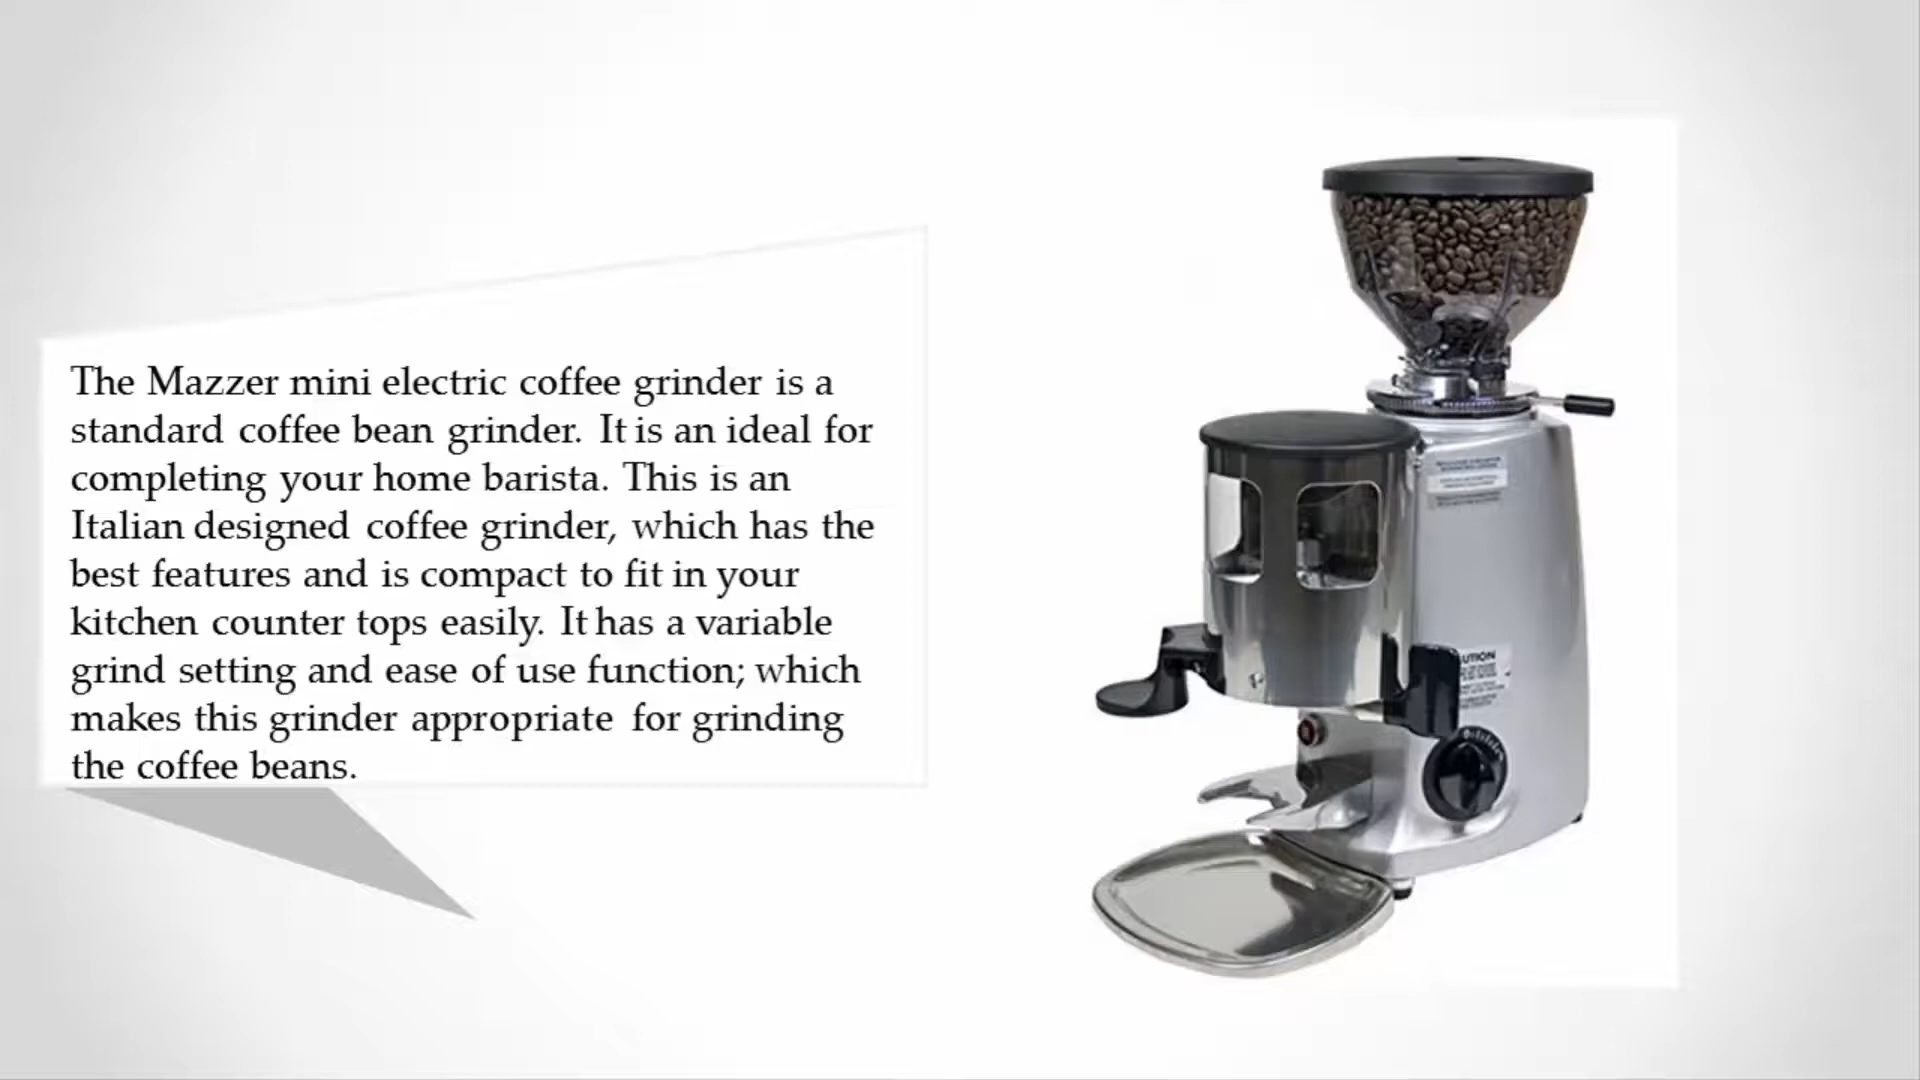 The Mazzer mini electric coffee grinder is a
standard coffee bean grinder. It is an ideal for
completing your home barista. This is an
Italian designed coffee grinder, which has the
best features and is compact to fit in your
kitchen counter tops easily. It has a variable
grind setting and ease of use function; which
makes this grinder appropriate for grinding
the coffee beans.
UTION